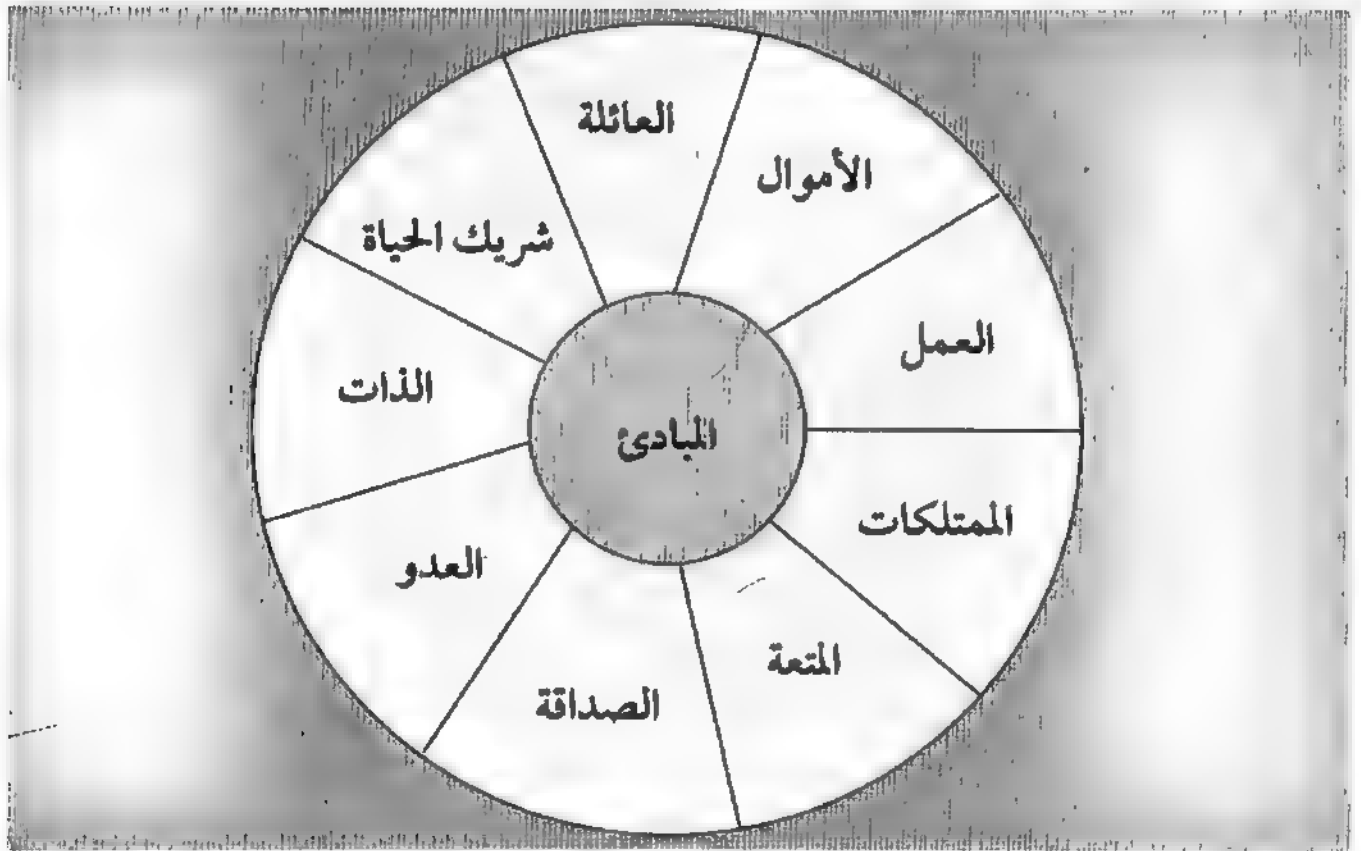 العائلة
الأموال
شريك الحياة
العمل
الذات
المبادئ
الممتلكات
العدو
المتعة
الصداقة